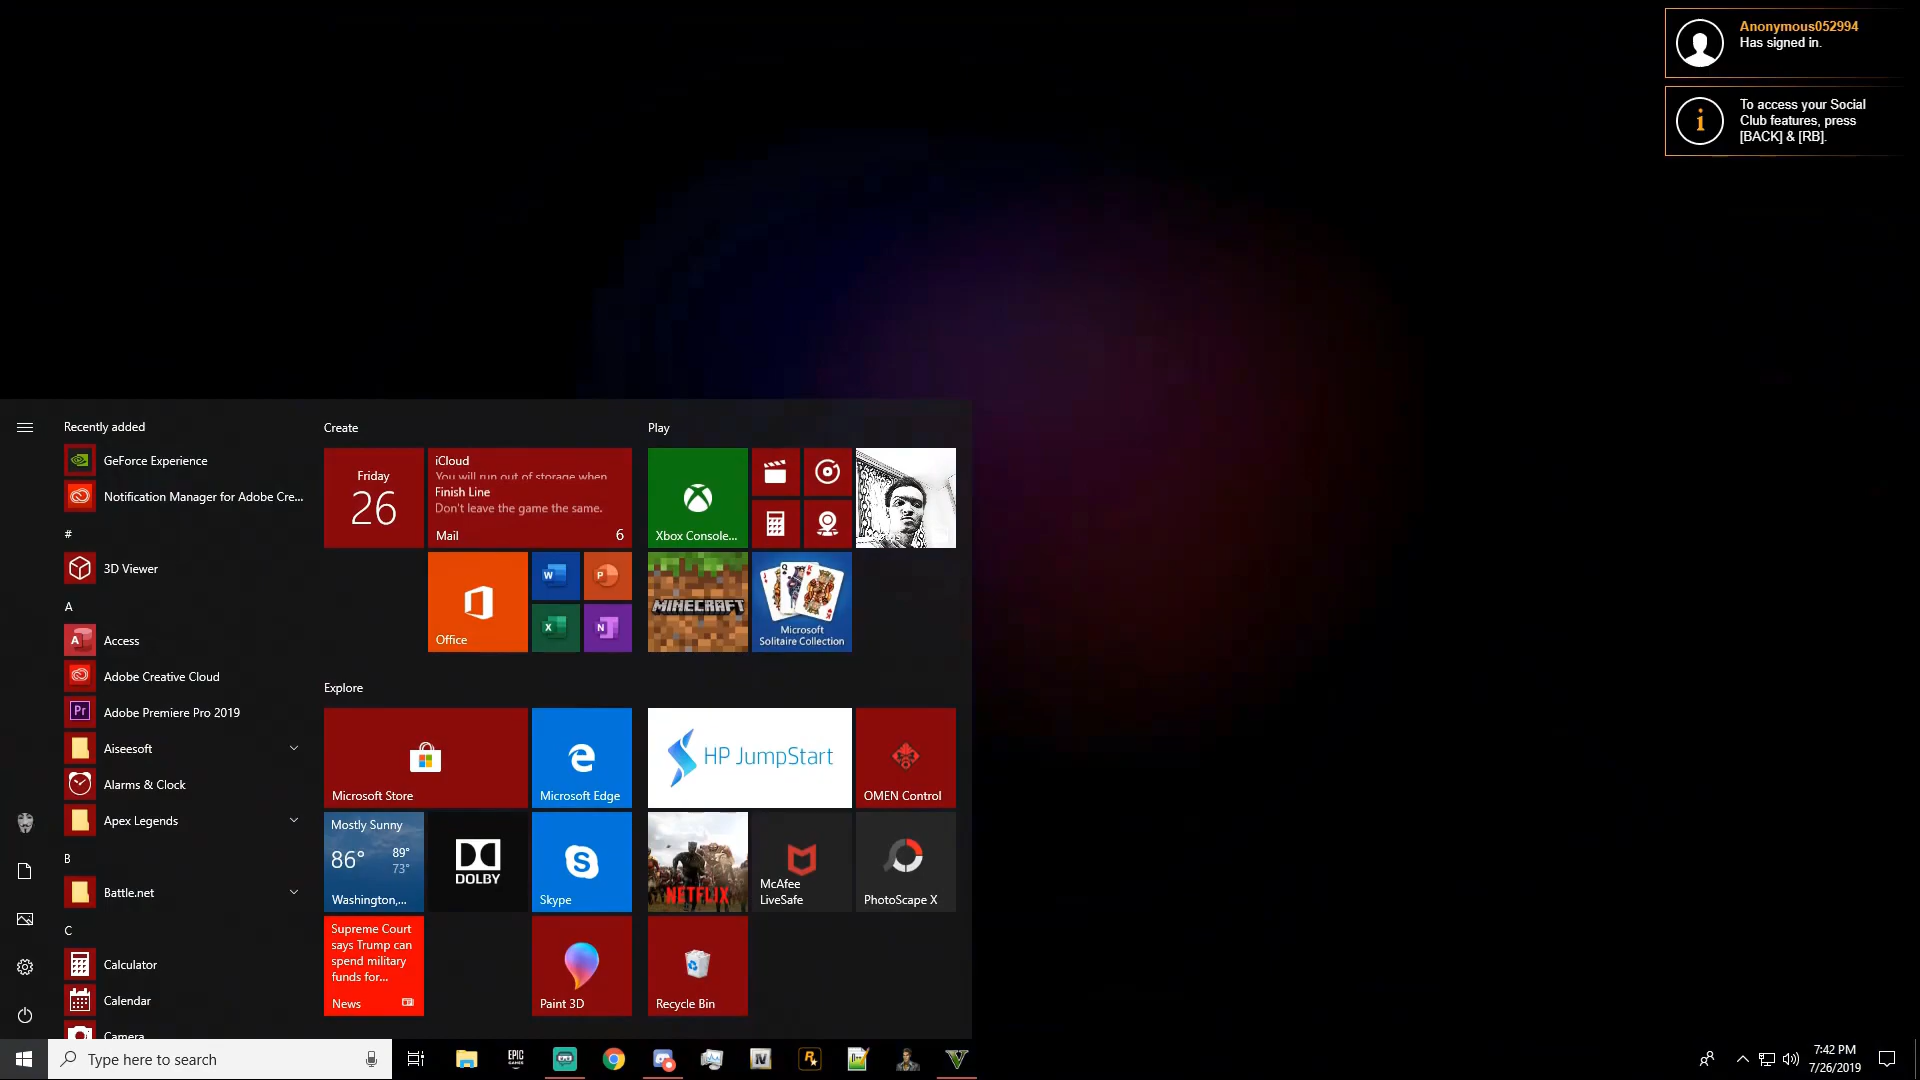 Anonymous052994
Has signed in.
To access your Social
Club features, press
[BACK] & [RB].
Recently added
GeForce Experience
Notification Manager for Adobe Cre...
#
3D Viewer
A
Access
Adobe Creative Cloud
Adobe Premiere Pro 2019
Aiseesoft
Alarms & Clock
Apex Legends
B
Battle.net
C
Calculator
Calendar
Camera
Create
Friday
26
iCloud
You will run out of storage when
Finish Line
Don't leave the game the same.
Mail
6
Office
Play
Xbox Console...
MINECRAFT
Microsoft
Solitaire Collection
Explore
Microsoft Store
Microsoft Edge
HP JumpStart
OMEN Control
Mostly Sunny
86°
89°
73°
Washington,...
DOLBY
Skype
NETFLIX
McAfee
LiveSafe
PhotoScape X
Supreme Court
says Trump can
spend military
funds for...
News
Paint 3D
Recycle Bin
Type here to search
EPIC
GAMES
IV
7:42 PM
7/26/2019